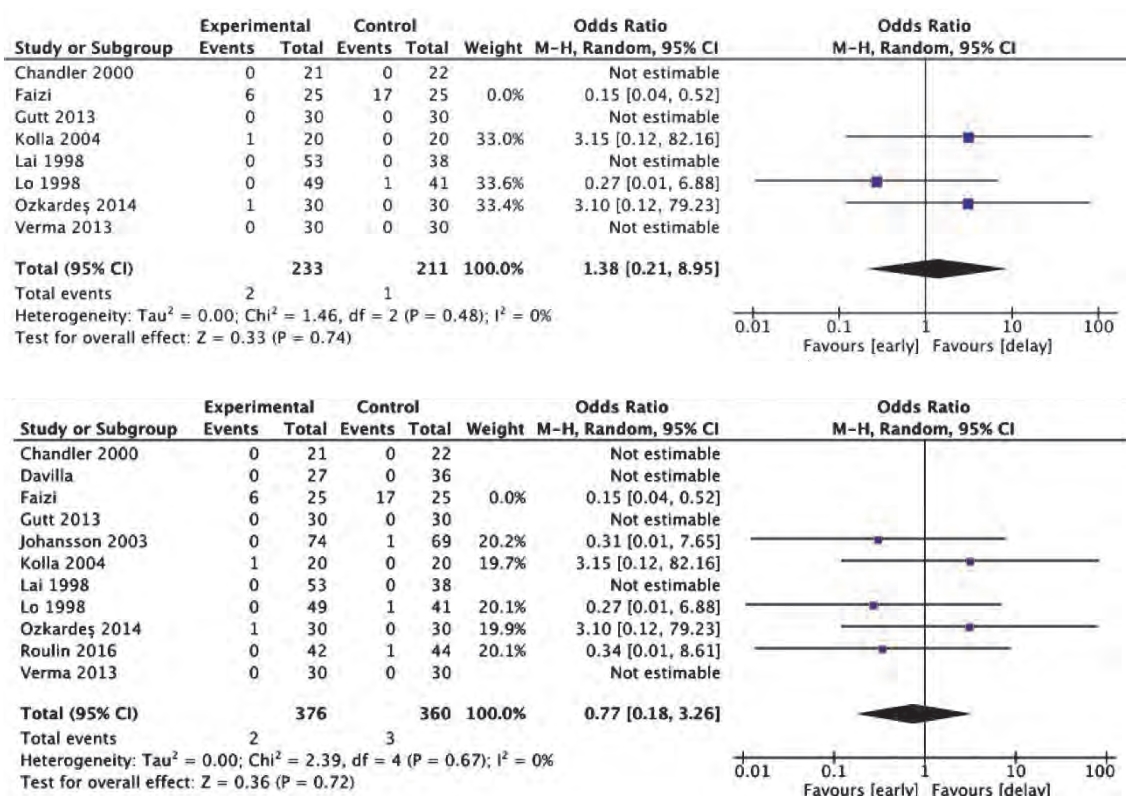 Experimental Control Odds Ratio Odds Ratio
Study or Subgroup Events Total Events Total Weight M-H, Random, 95% CI M-H, Random, 95% CI
Chandler 2000 0 21 0 22 Not estimable
Faizi 6 25 17 25 0.0% 0.15 [0.04, 0.52]
Gutt 2013 0 30 0 30 Not estimable
Kolla 2004 1 20 0 20 33.0% 3.15 [0.12, 82.16]
Lai 1998 0 53 0 38 Not estimable
Lo 1998 0 49 1 41 33.6% 0.27 [0.01, 6.88]
Ozkardeş 2014 1 30 0 30 33.4% 3.10 [0.12, 79.23]
Verma 2013 0 30 0 30 Not estimable
Total (95% CI) 233 211 100.0% 1.38 [0.21, 8.95]
Total events 2 1
Heterogeneity: Tau² = 0.00; Chi² = 1.46, df = 2 (P = 0.48); I² = 0%
Test for overall effect: Z = 0.33 (P = 0.74)
0.01 0.1 1 10 100
Favours [early] Favours [delay]
Experimental Control Odds Ratio Odds Ratio
Study or Subgroup Events Total Events Total Weight M-H, Random, 95% CI M-H, Random, 95% CI
Chandler 2000 0 21 0 22 Not estimable
Davilla 0 27 0 36 Not estimable
Faizi 6 25 17 25 0.0% 0.15 [0.04, 0.52]
Gutt 2013 0 30 0 30 Not estimable
Johansson 2003 0 74 1 69 20.2% 0.31 [0.01, 7.65]
Kolla 2004 1 20 0 20 19.7% 3.15 [0.12, 82.16]
Lai 1998 0 53 0 38 Not estimable
Lo 1998 0 49 1 41 20.1% 0.27 [0.01, 6.88]
Ozkardeş 2014 1 30 0 30 19.9% 3.10 [0.12, 79.23]
Roulin 2016 0 42 1 44 20.1% 0.34 [0.01, 8.61]
Verma 2013 0 30 0 30 Not estimable
Total (95% CI) 376 360 100.0% 0.77 [0.18, 3.26]
Total events 2 3
Heterogeneity: Tau² = 0.00; Chi² = 2.39, df = 4 (P = 0.67); I² = 0%
Test for overall effect: Z = 0.36 (P = 0.72)
0.01 0.1 1 10 100
Favours [early] Favours [delay]